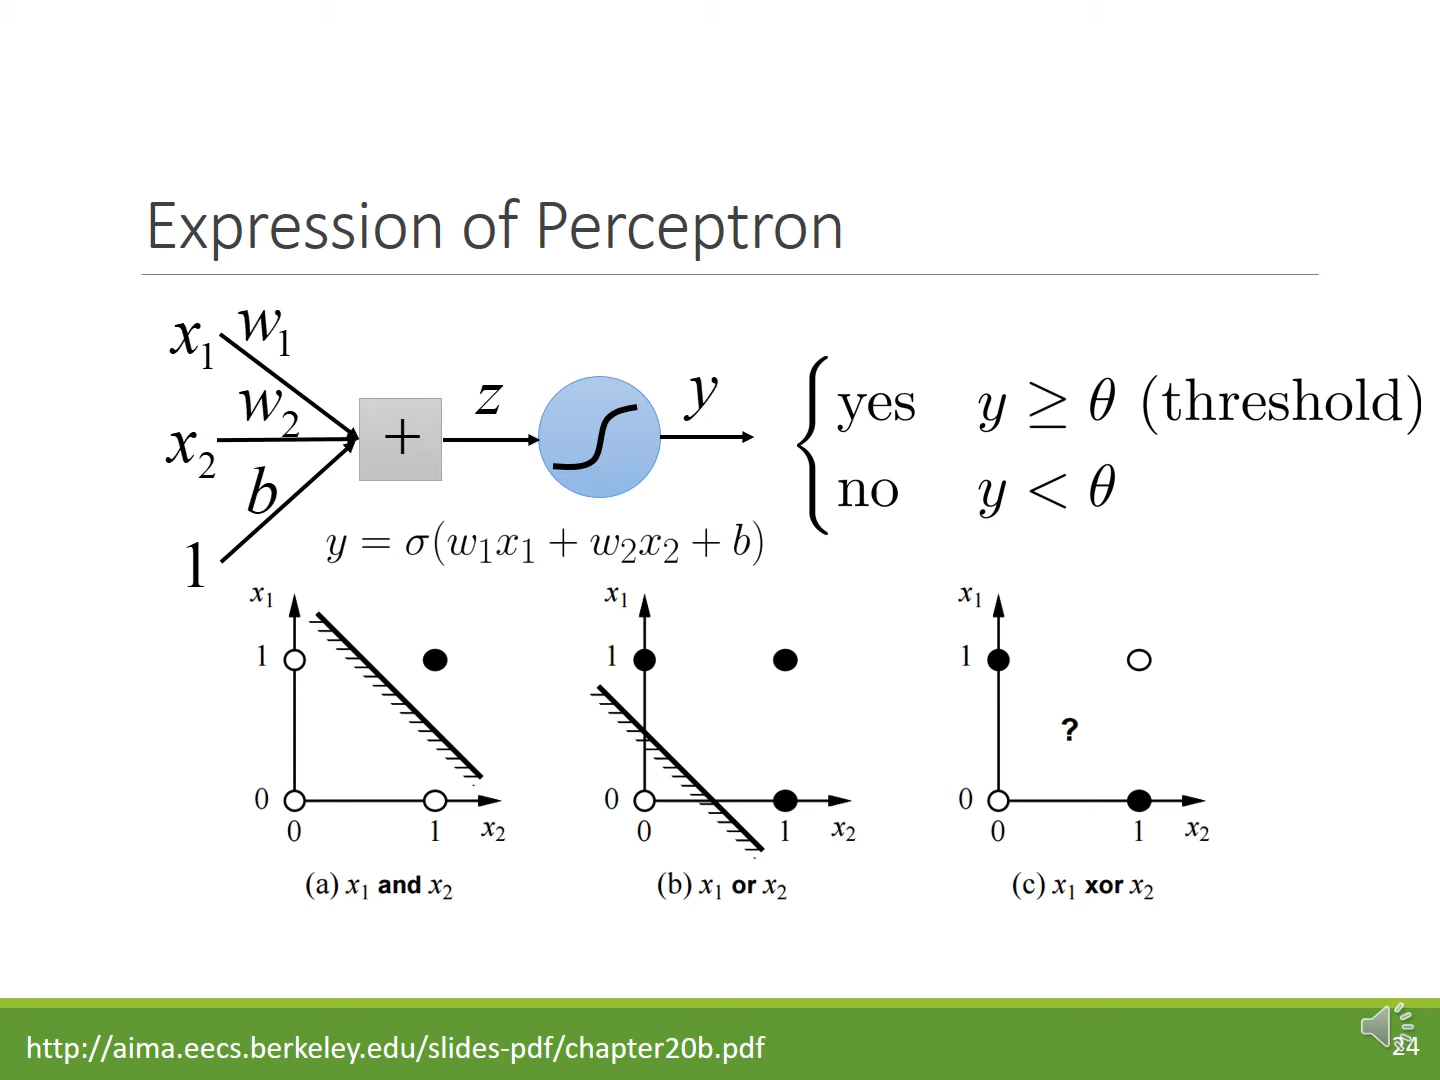 Expression of Perceptron
x₁ w₁
x₂ w₂
1 b
+
z
y
yes y ≥ θ (threshold)
no y < θ
y = σ(w₁x₁ + w₂x₂ + b)
x₁
1
0
0 1 x₂
(a) x₁ and x₂
x₁
1
0
0 1 x₂
(b) x₁ or x₂
x₁
1
?
0
0 1 x₂
(c) x₁ xor x₂
http://aima.eecs.berkeley.edu/slides-pdf/chapter20b.pdf
24